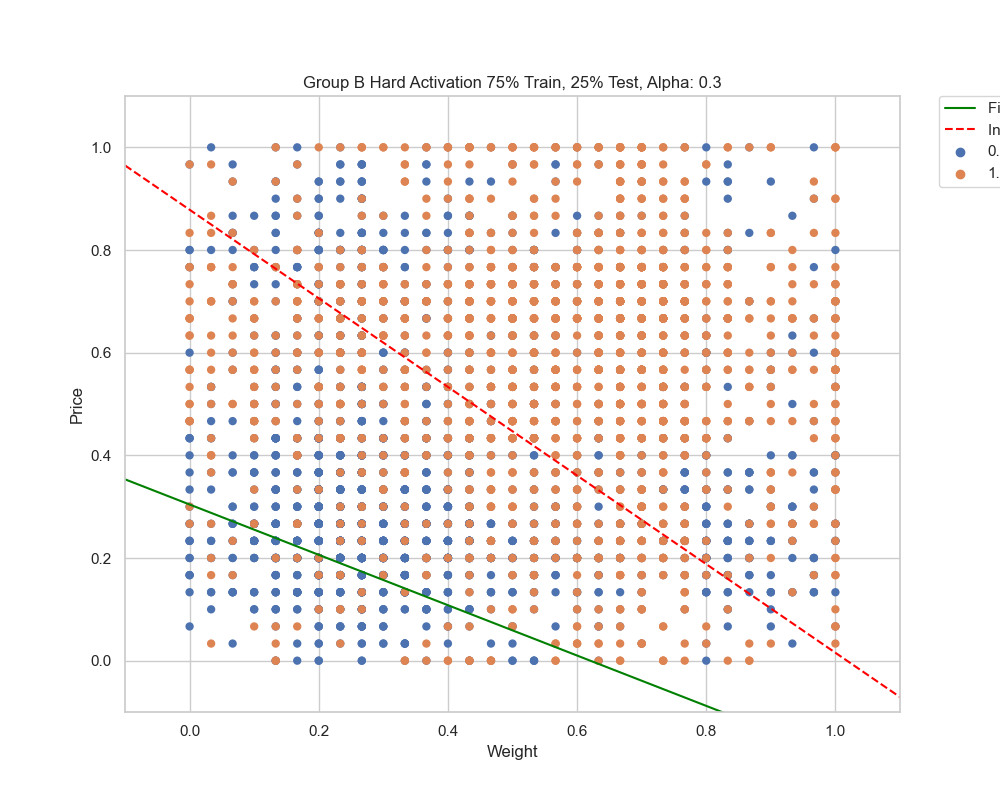 Group B Hard Activation 75% Train, 25% Test, Alpha: 0.3
Fi
In
0.
1.
1.0
0.8
0.6
0.4
0.2
0.0
Price
0.0 0.2 0.4 0.6 0.8 1.0
Weight